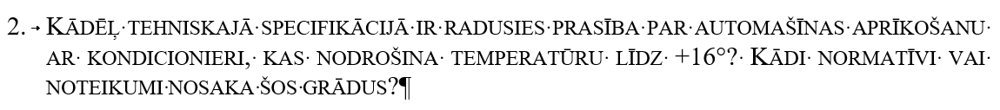 2. KĀDĒĻ TEHNISKAJĀ SPECIFIKĀCIJĀ IR RADUSIES PRASĪBA PAR AUTOMAŠĪNAS APRĪKOŠANU
AR KONDICIONIERI, KAS NODROŠINA TEMPERATŪRU LĪDZ +16°? KĀDI NORMATĪVI VAI
NOTEIKUMI NOSAKA ŠOS GRĀDUS?¶